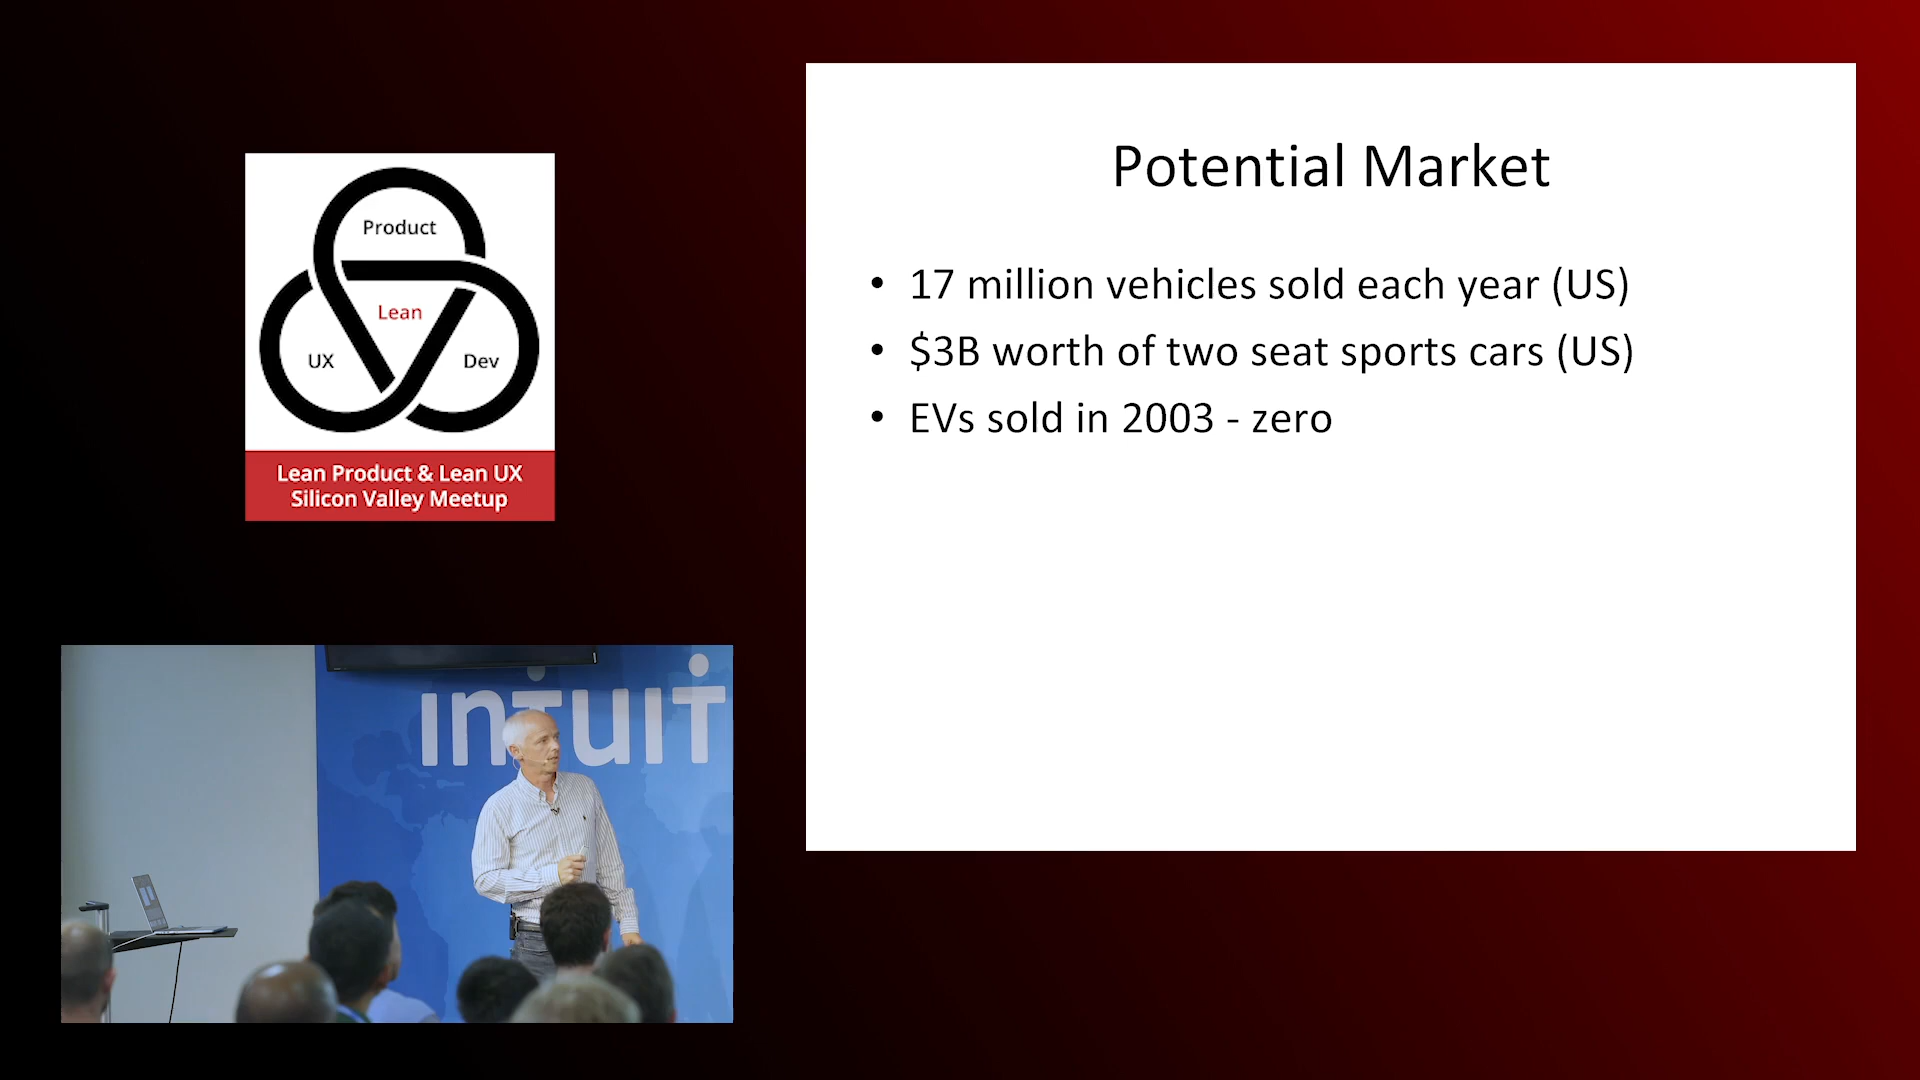 Product
Lean
UX
Dev
Lean Product & Lean UX
Silicon Valley Meetup
Potential Market
• 17 million vehicles sold each year (US)
• $3B worth of two seat sports cars (US)
• EVs sold in 2003 - zero
intuit